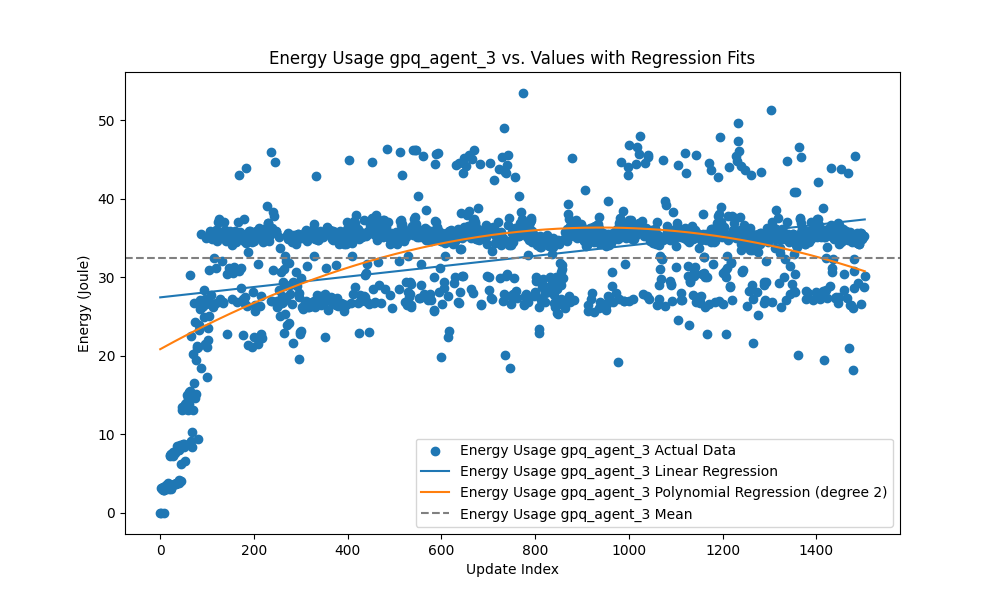 Energy Usage gpq_agent_3 vs. Values with Regression Fits
Energy (Joule)
50
40
30
20
10
0
Energy Usage gpq_agent_3 Actual Data
Energy Usage gpq_agent_3 Linear Regression
Energy Usage gpq_agent_3 Polynomial Regression (degree 2)
Energy Usage gpq_agent_3 Mean
0 200 400 600 800 1000 1200 1400
Update Index